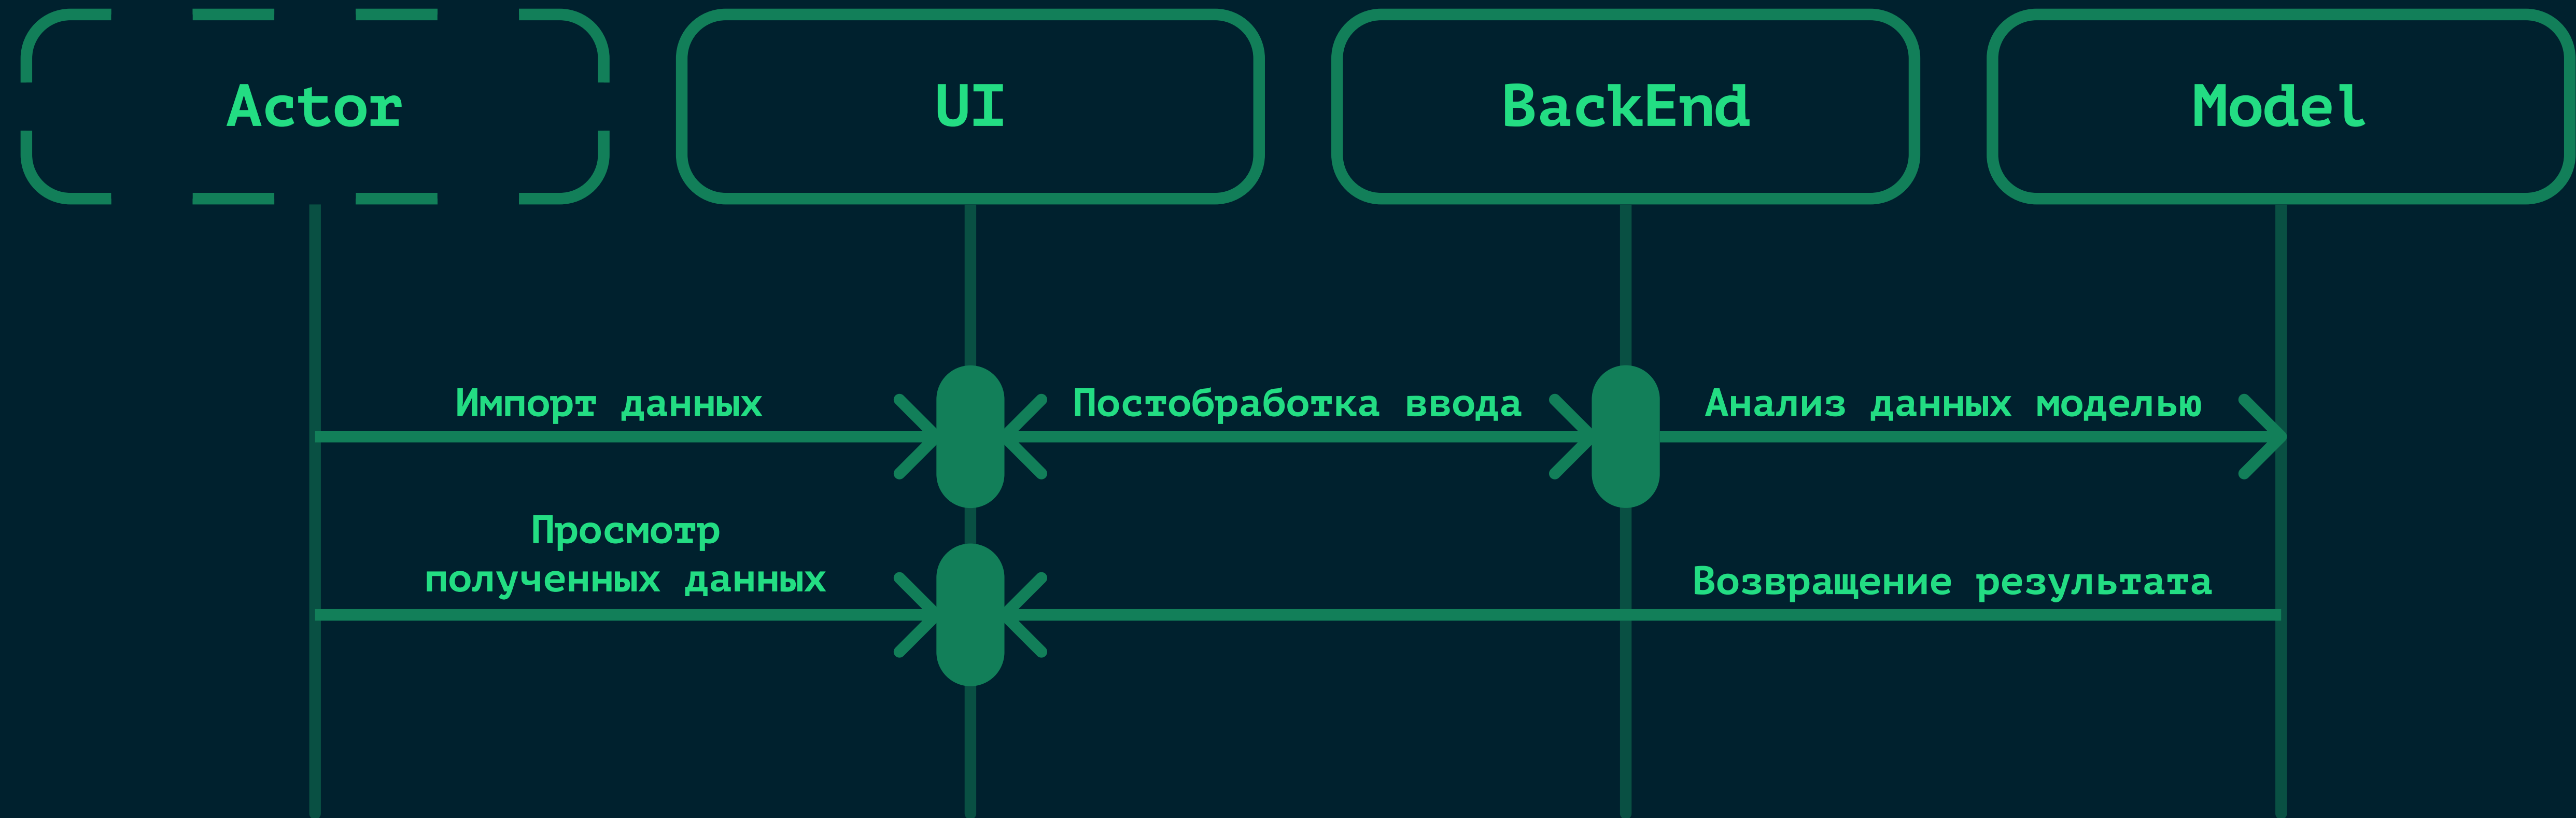 Actor
UI
BackEnd
Model
Импорт данных
Постобработка ввода
Анализ данных моделью
Просмотр
полученных данных
Возвращение результата